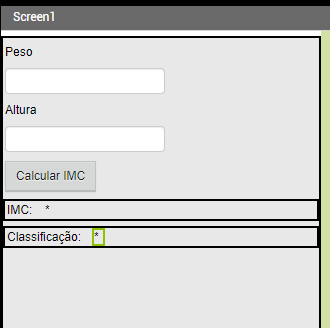 Screen1
Peso
Altura
Calcular IMC
IMC: *
Classificação: *